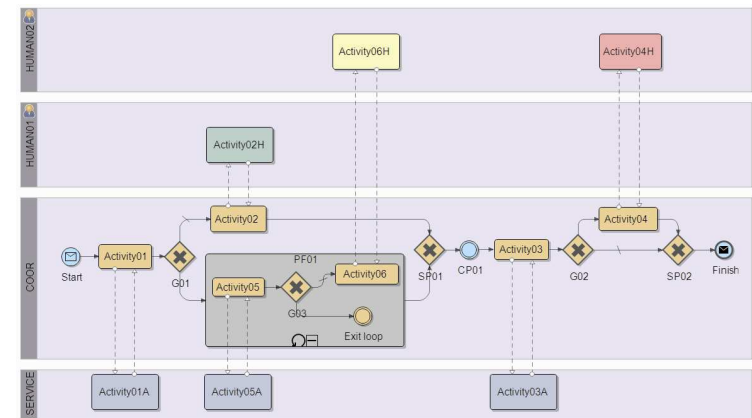 HUMAN02
Activity06H
Activity04H
HUMAN01
Activity02H
COOR
Activity02
Activity04
Start
Activity01
G01
PF01
Activity05
G03
Activity06
Exit loop
SP01
CP01
Activity03
G02
SP02
Finish
SERVICE
Activity01A
Activity05A
Activity03A